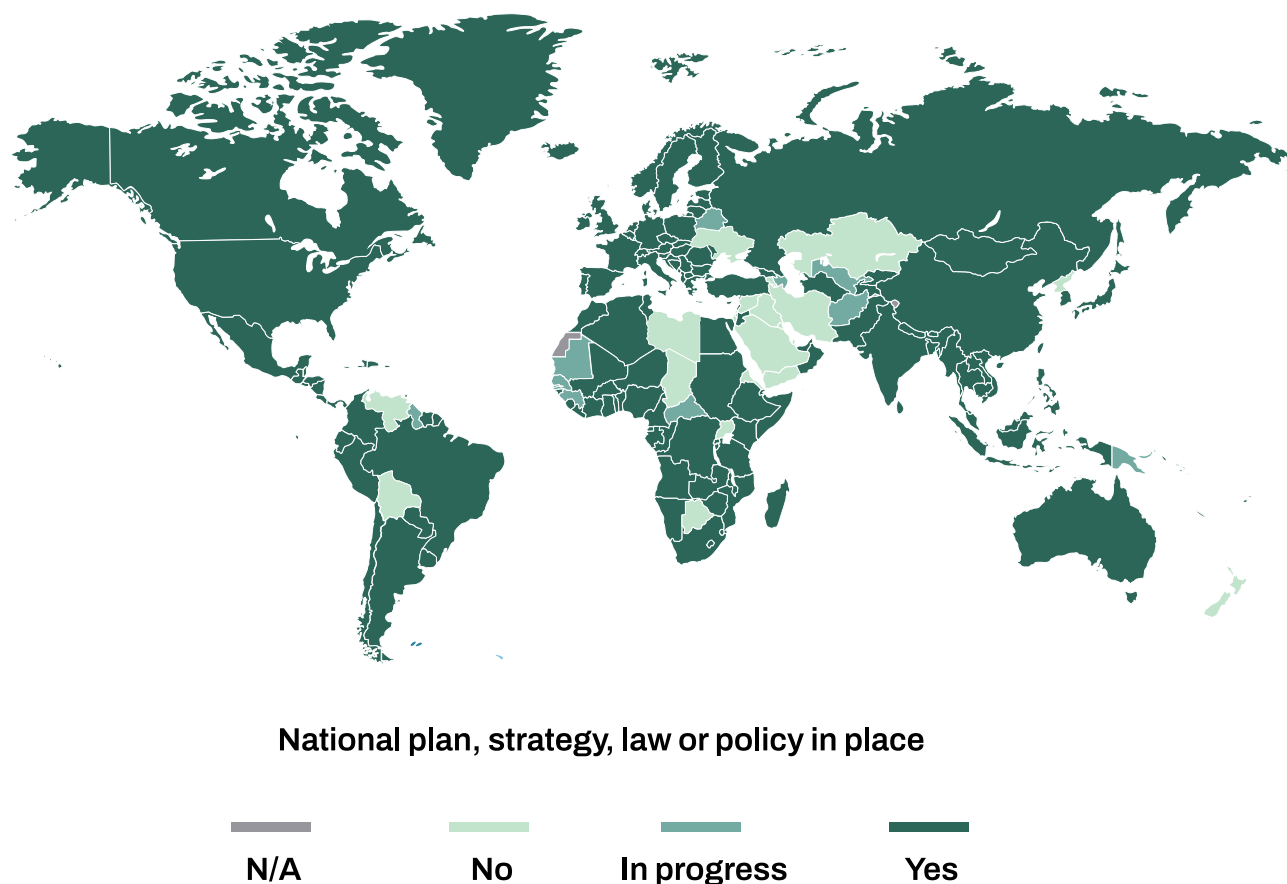 National plan, strategy, law or policy in place
N/A No In progress Yes